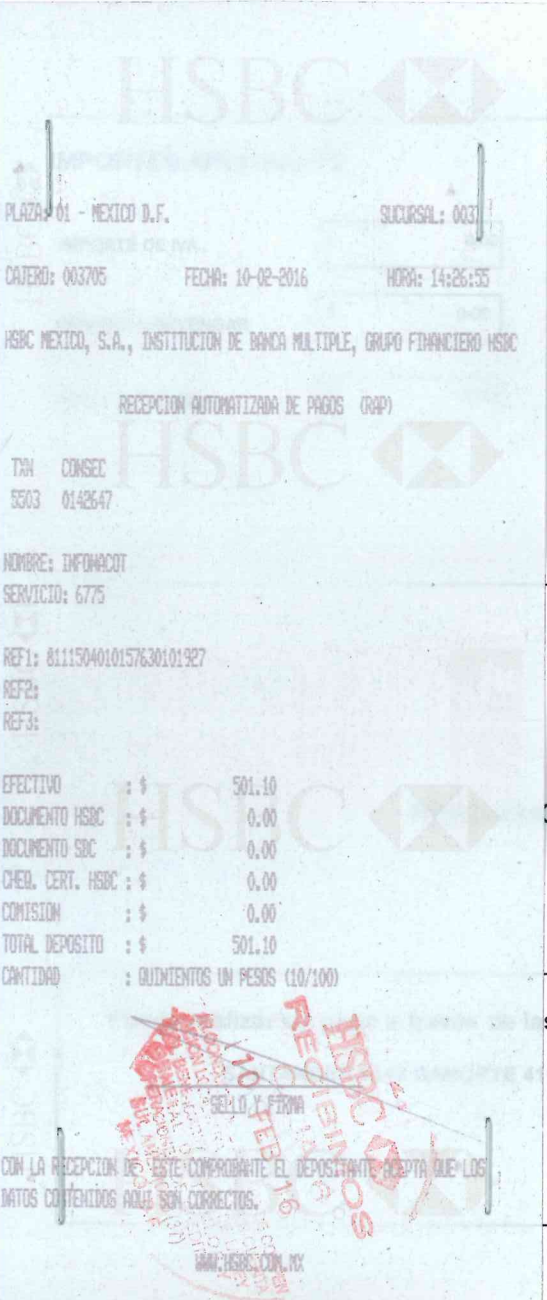 HSBC
PLAZA: 01 - MEXICO D.F. SUCURSAL: 0037
CAJERO: 003705 FECHA: 10-02-2016 HORA: 14:26:55
HSBC MEXICO, S.A., INSTITUCION DE BANCA MULTIPLE, GRUPO FINANCIERO HSBC
RECEPCION AUTOMATIZADA DE PAGOS (RAP)
HSBC
TXN CONSEC
5503 0142647
NOMBRE: INFONACOT
SERVICIO: 6775
REF1: 8111504010157630101927
REF2:
REF3:
EFECTIVO : $ 501.10
DOCUMENTO HSBC : $ 0.00
HSBC
DOCUMENTO SBC : $ 0.00
CHEQ. CERT. HSBC : $ 0.00
COMISION : $ 0.00
TOTAL DEPOSITO : $ 501.10
CANTIDAD : QUINIENTOS UN PESOS (10/100)
HSBC
RECIBIMOS
10 FEB 16
SELLO Y FIRMA
CON LA RECEPCION DE ESTE COMPROBANTE EL DEPOSITANTE ACEPTA QUE LOS
DATOS CONTENIDOS AQUI SON CORRECTOS.
WWW.HSBC.COM.MX